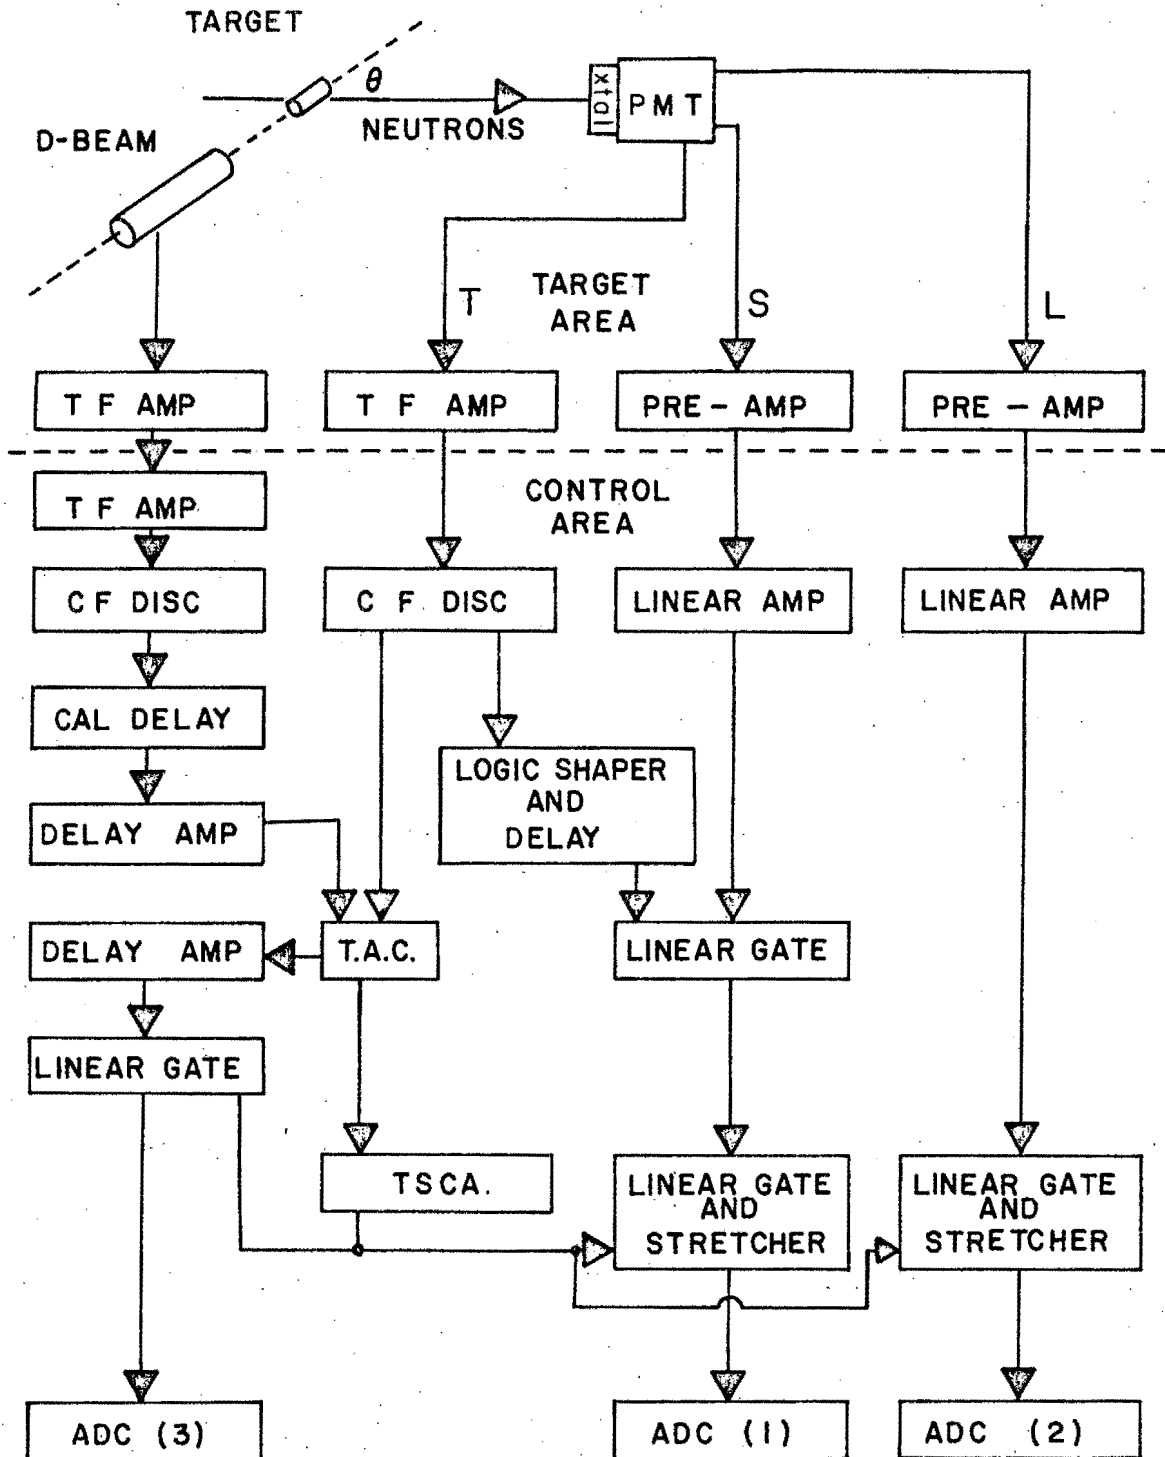 TARGET
θ
D-BEAM
NEUTRONS
xtal
PMT
T
TARGET
AREA
S
L
T F AMP
T F AMP
PRE - AMP
PRE - AMP
T F AMP
CONTROL
AREA
C F DISC
C F. DISC
LINEAR AMP
LINEAR AMP
CAL DELAY
LOGIC SHAPER
AND
DELAY
DELAY AMP
DELAY AMP
T.A.C.
LINEAR GATE
LINEAR GATE
TSCA.
LINEAR GATE
AND
STRETCHER
LINEAR GATE
AND
STRETCHER
ADC (3)
ADC (1)
ADC (2)